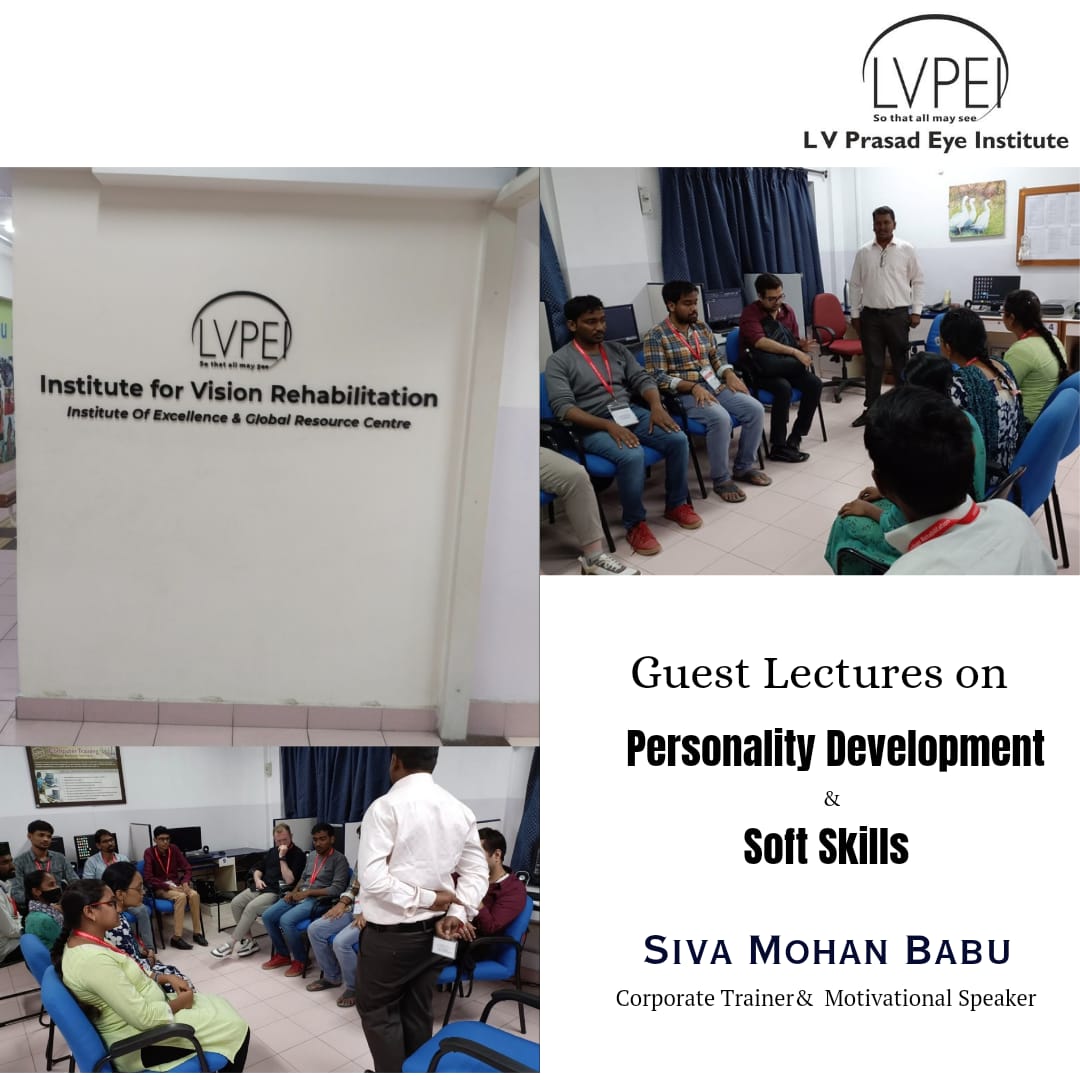 LVPEI
So that all may see
L V Prasad Eye Institute
LVPEI
So that all may see
Institute for Vision Rehabilitation
Institute Of Excellence & Global Resource Centre
Guest Lectures on
Personality Development
&
Soft Skills
Siva Mohan Babu
Corporate Trainer& Motivational Speaker
Computer Training